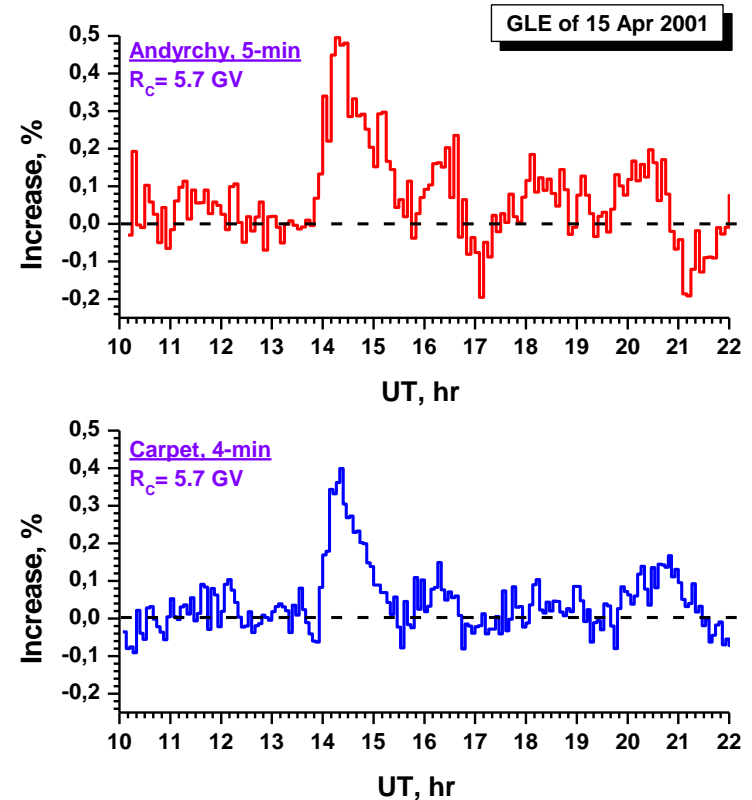 GLE of 15 Apr 2001
0,5
0,4
0,3
0,2
0,1
0,0
-0,1
-0,2
Increase, %
Andyrchy, 5-min
RC= 5.7 GV
10 11 12 13 14 15 16 17 18 19 20 21 22
UT, hr
0,5
0,4
0,3
0,2
0,1
0,0
-0,1
-0,2
Increase, %
Carpet, 4-min
RC= 5.7 GV
10 11 12 13 14 15 16 17 18 19 20 21 22
UT, hr